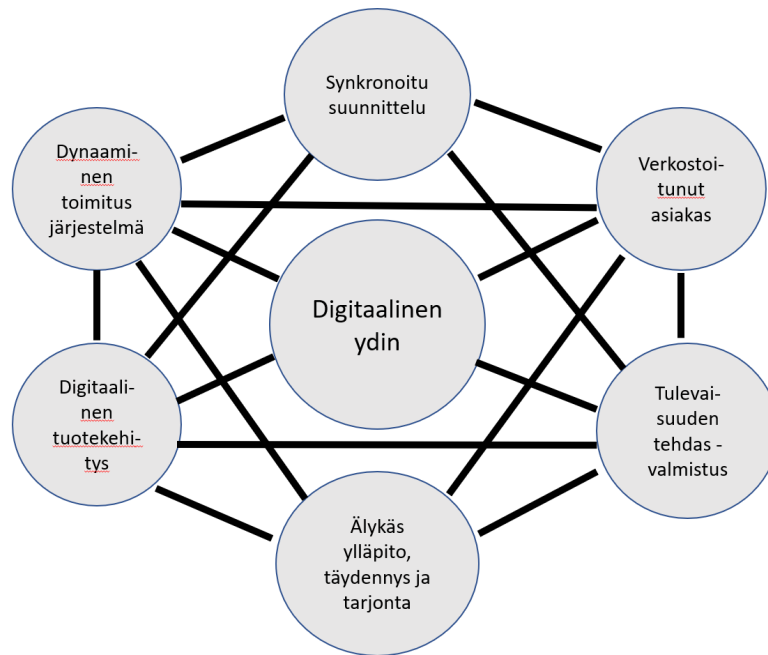 Synkronoitu
suunnittelu
Dynaami-
nen
toimitus
järjestelmä
Verkostoi-
tunut
asiakas
Digitaalinen
ydin
Digitaali-
nen
tuotekehi-
tys
Tulevai-
suuden
tehdas -
valmistus
Älykäs
ylläpito,
täydennys ja
tarjonta